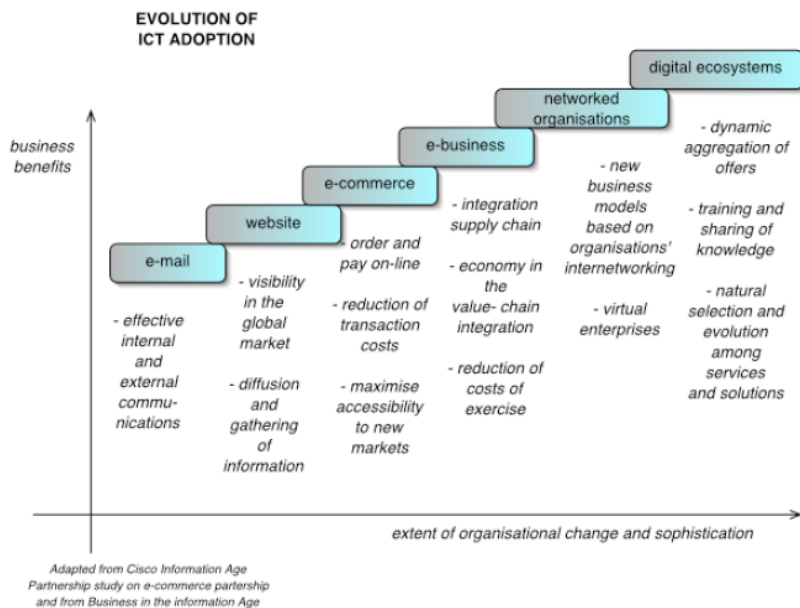 EVOLUTION OF
ICT ADOPTION
business
benefits
digital ecosystems
networked
organisations
e-business
e-commerce
website
e-mail
- effective
internal
and
external
commu-
nications
- visibility
in the
global
market
- diffusion
and
gathering
of
information
- order and
pay on-line
- reduction of
transaction
costs
- maximise
accessibility
to new
markets
- integration
supply chain
- economy in
the
value- chain
integration
- reduction of
costs of
exercise
- new
business
models
based on
organisations'
internetworking
- virtual
enterprises
- dynamic
aggregation of
offers
- training and
sharing of
knowledge
- natural
selection and
evolution
among
services
and solutions
extent of organisational change and sophistication
Adapted from Cisco Information Age
Partnership study on e-commerce partership
and from Business in the information Age